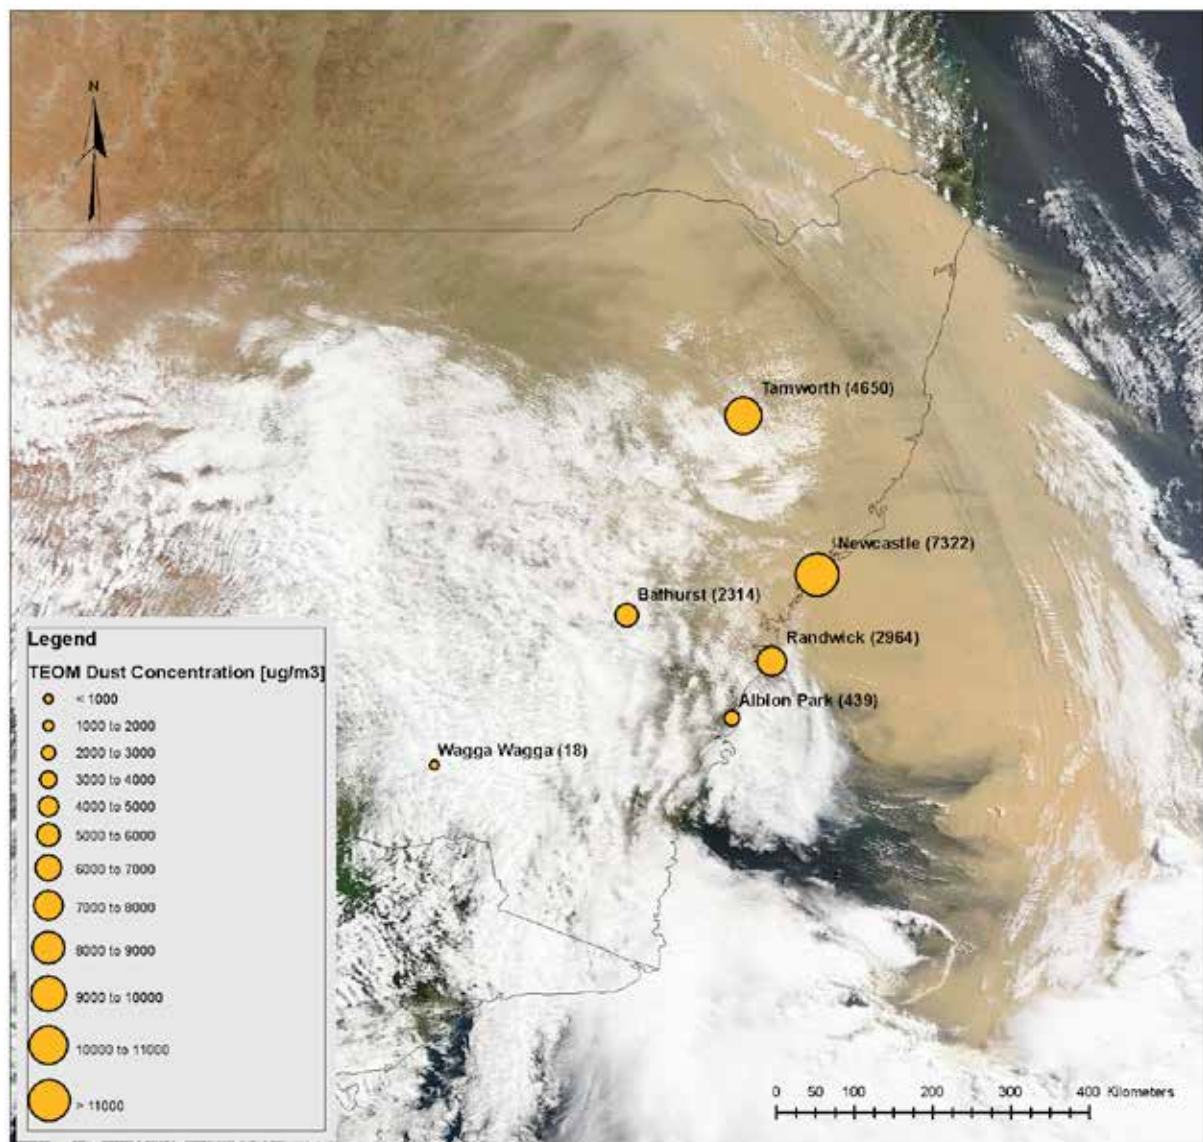 N
Tamworth (4650)
Newcastle (7322)
Bathurst (2314)
Randwick (2964)
Albion Park (439)
Wagga Wagga (18)
Legend
TEOM Dust Concentration [ug/m3]
< 1000
1000 to 2000
2000 to 3000
3000 to 4000
4000 to 5000
5000 to 6000
6000 to 7000
7000 to 8000
8000 to 9000
9000 to 10000
10000 to 11000
> 11000
0 50 100 200 300 400 Kilometers